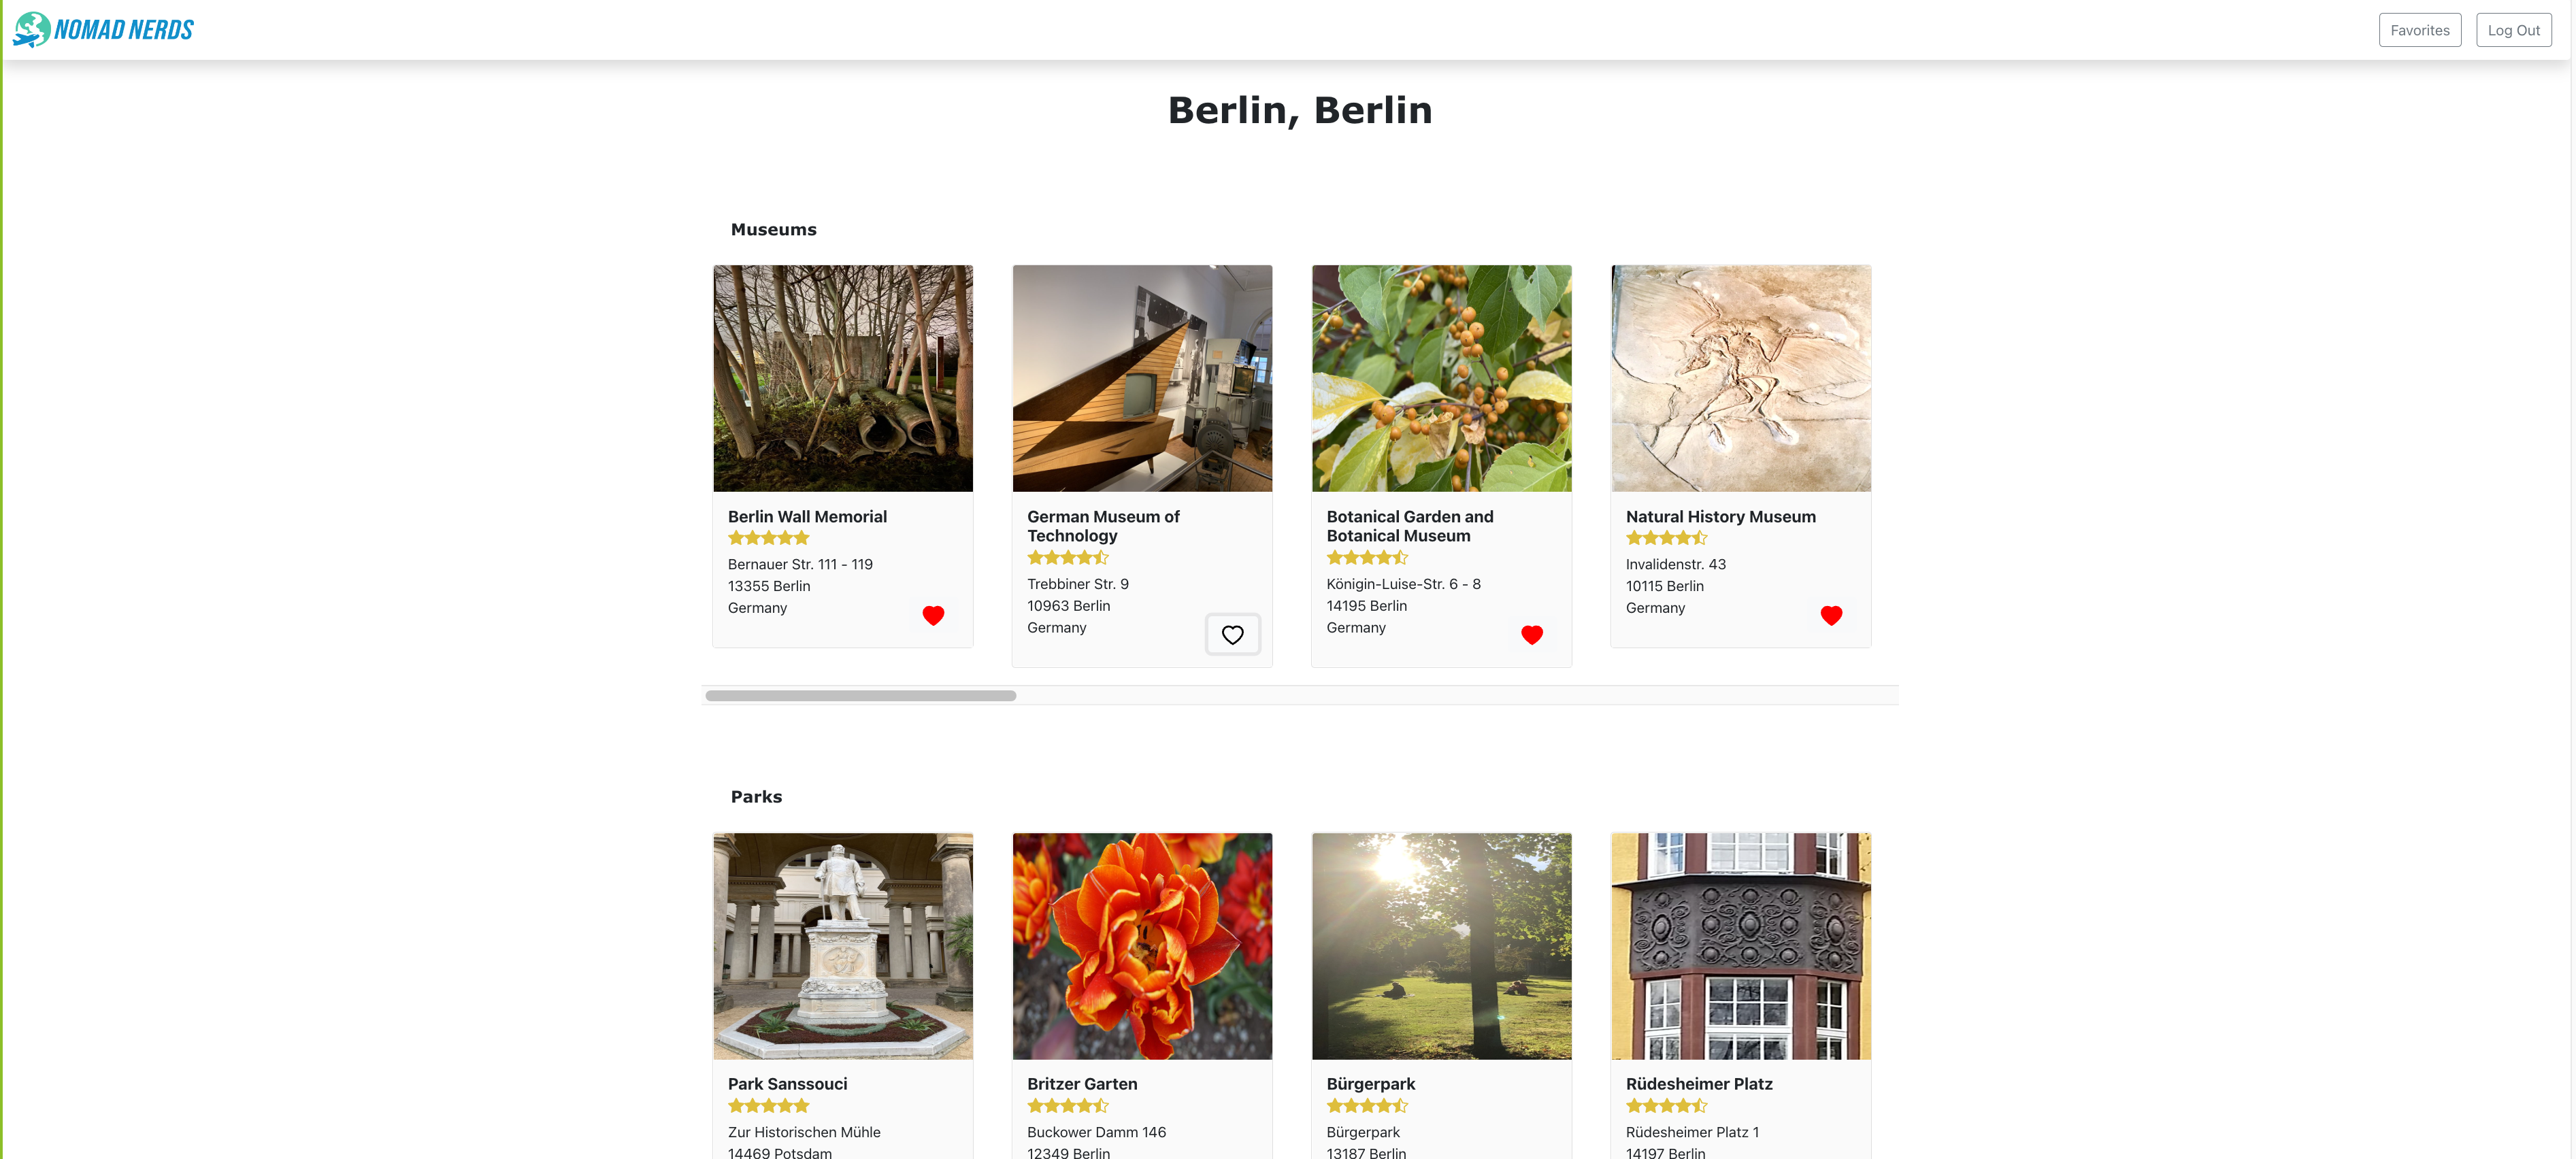 NOMAD NERDS
Favorites
Log Out
Berlin, Berlin
Museums
Berlin Wall Memorial
Bernauer Str. 111 - 119
13355 Berlin
Germany
German Museum of
Technology
Trebbiner Str. 9
10963 Berlin
Germany
Botanical Garden and
Botanical Museum
Königin-Luise-Str. 6 - 8
14195 Berlin
Germany
Natural History Museum
Invalidenstr. 43
10115 Berlin
Germany
Parks
Park Sanssouci
Zur Historischen Mühle
14469 Potsdam
Britzer Garten
Buckower Damm 146
12349 Berlin
Bürgerpark
Bürgerpark
13187 Berlin
Rüdesheimer Platz
Rüdesheimer Platz 1
14197 Berlin